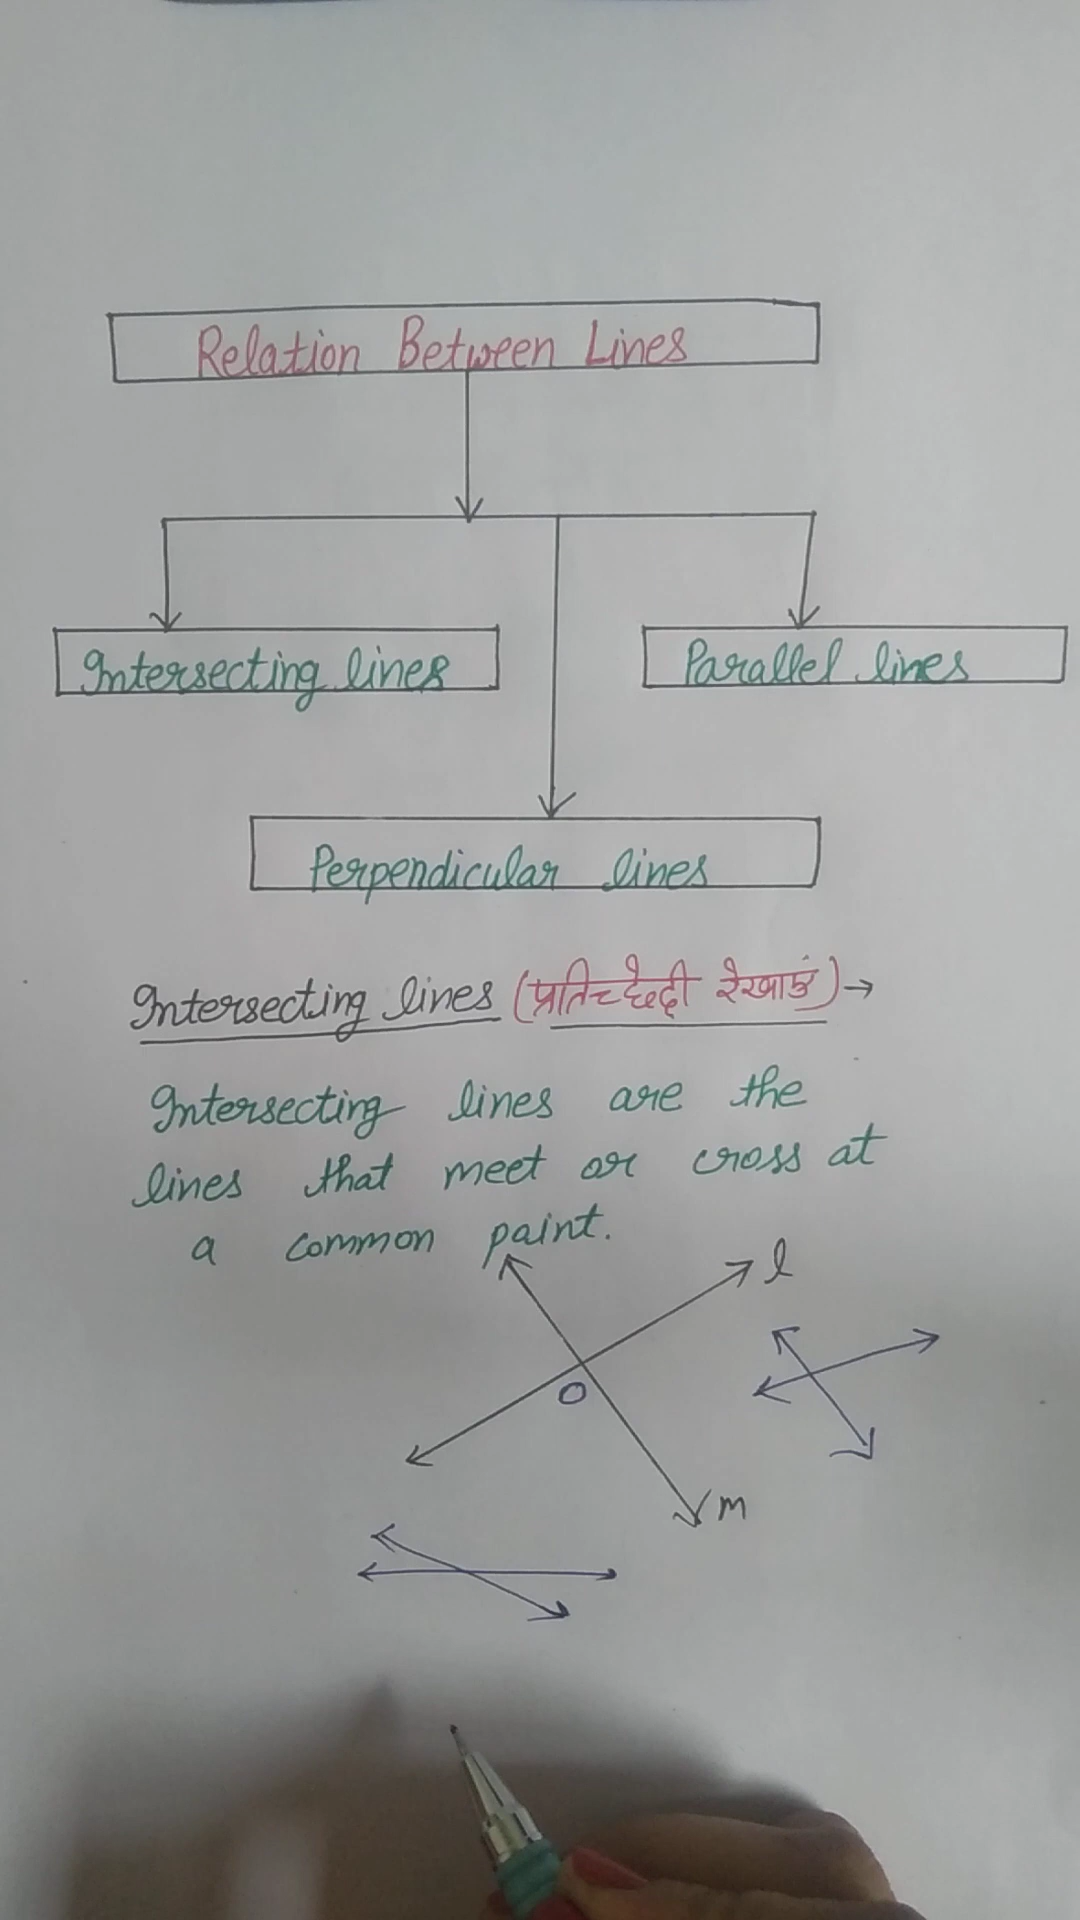 Relation Between Lines
Intersecting lines
Parallel lines
Perpendicular lines
Intersecting lines (प्रतिच्छेदी रेखाएं)→
Intersecting lines are the
lines that meet or cross at
a common paint.
l
O
m